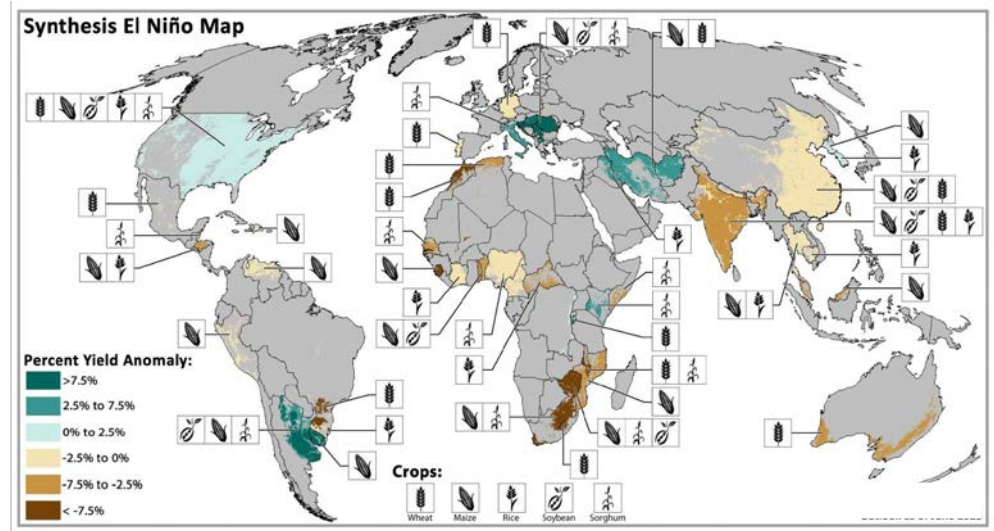 Synthesis El Niño Map
Percent Yield Anomaly:
>7.5%
2.5% to 7.5%
0% to 2.5%
-2.5% to 0%
-7.5% to -2.5%
< -7.5%
Crops:
Wheat Maize Rice Soybean Sorghum